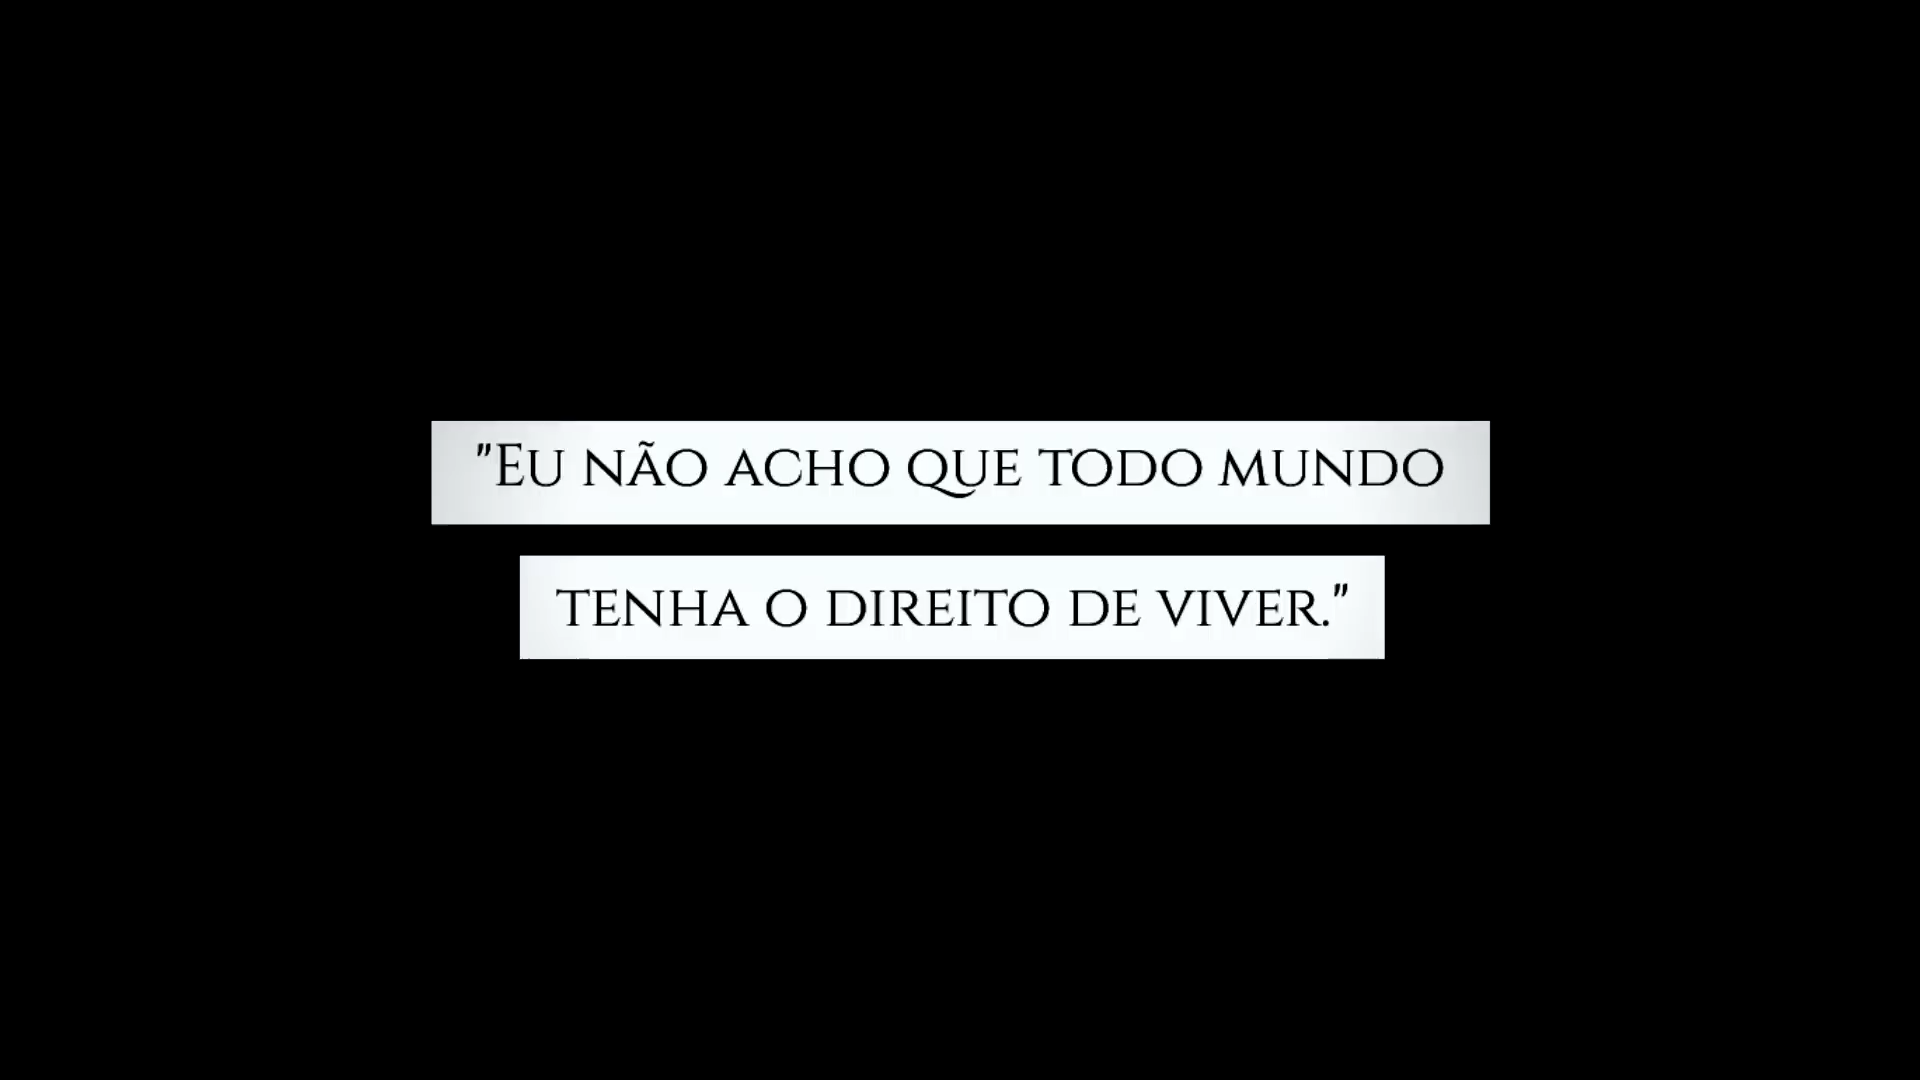 "Eu não acho que todo mundo
tenha o direito de viver."